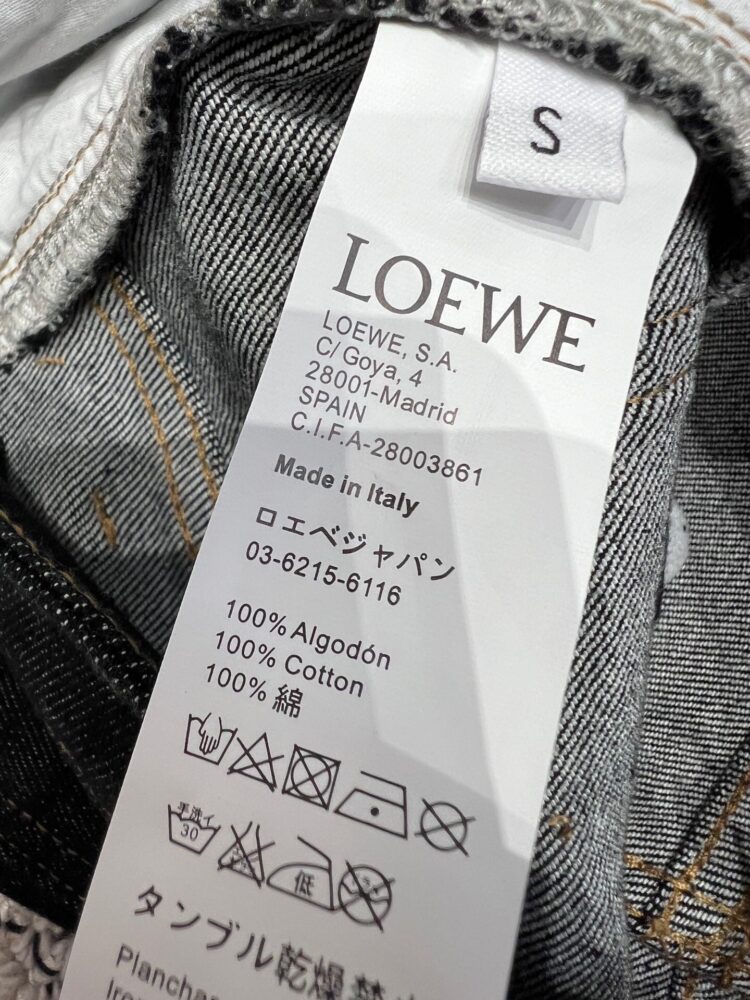 S
LOEWE
LOEWE, S.A.
C/ Goya, 4
28001-Madrid
SPAIN
C.I.F.A-28003861
Made in Italy
ロエベジャパン
03-6215-6116
100% Algodón
100% Cotton
100% 綿
手洗イ
30
低
タンブル乾燥禁